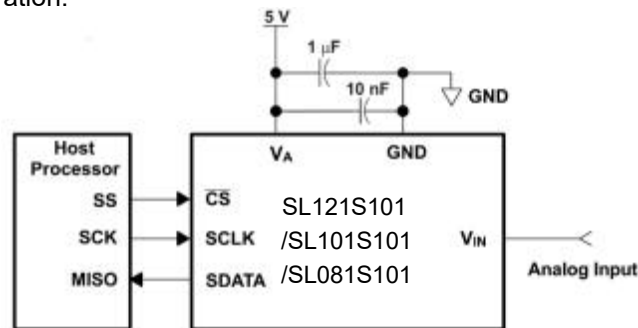 ration.
5 V
1 µF
10 nF
GND
Host
Processor
VA
GND
SS
CS
SL121S101
SCK
SCLK
/SL101S101
VIN
MISO
SDATA
/SL081S101
Analog Input